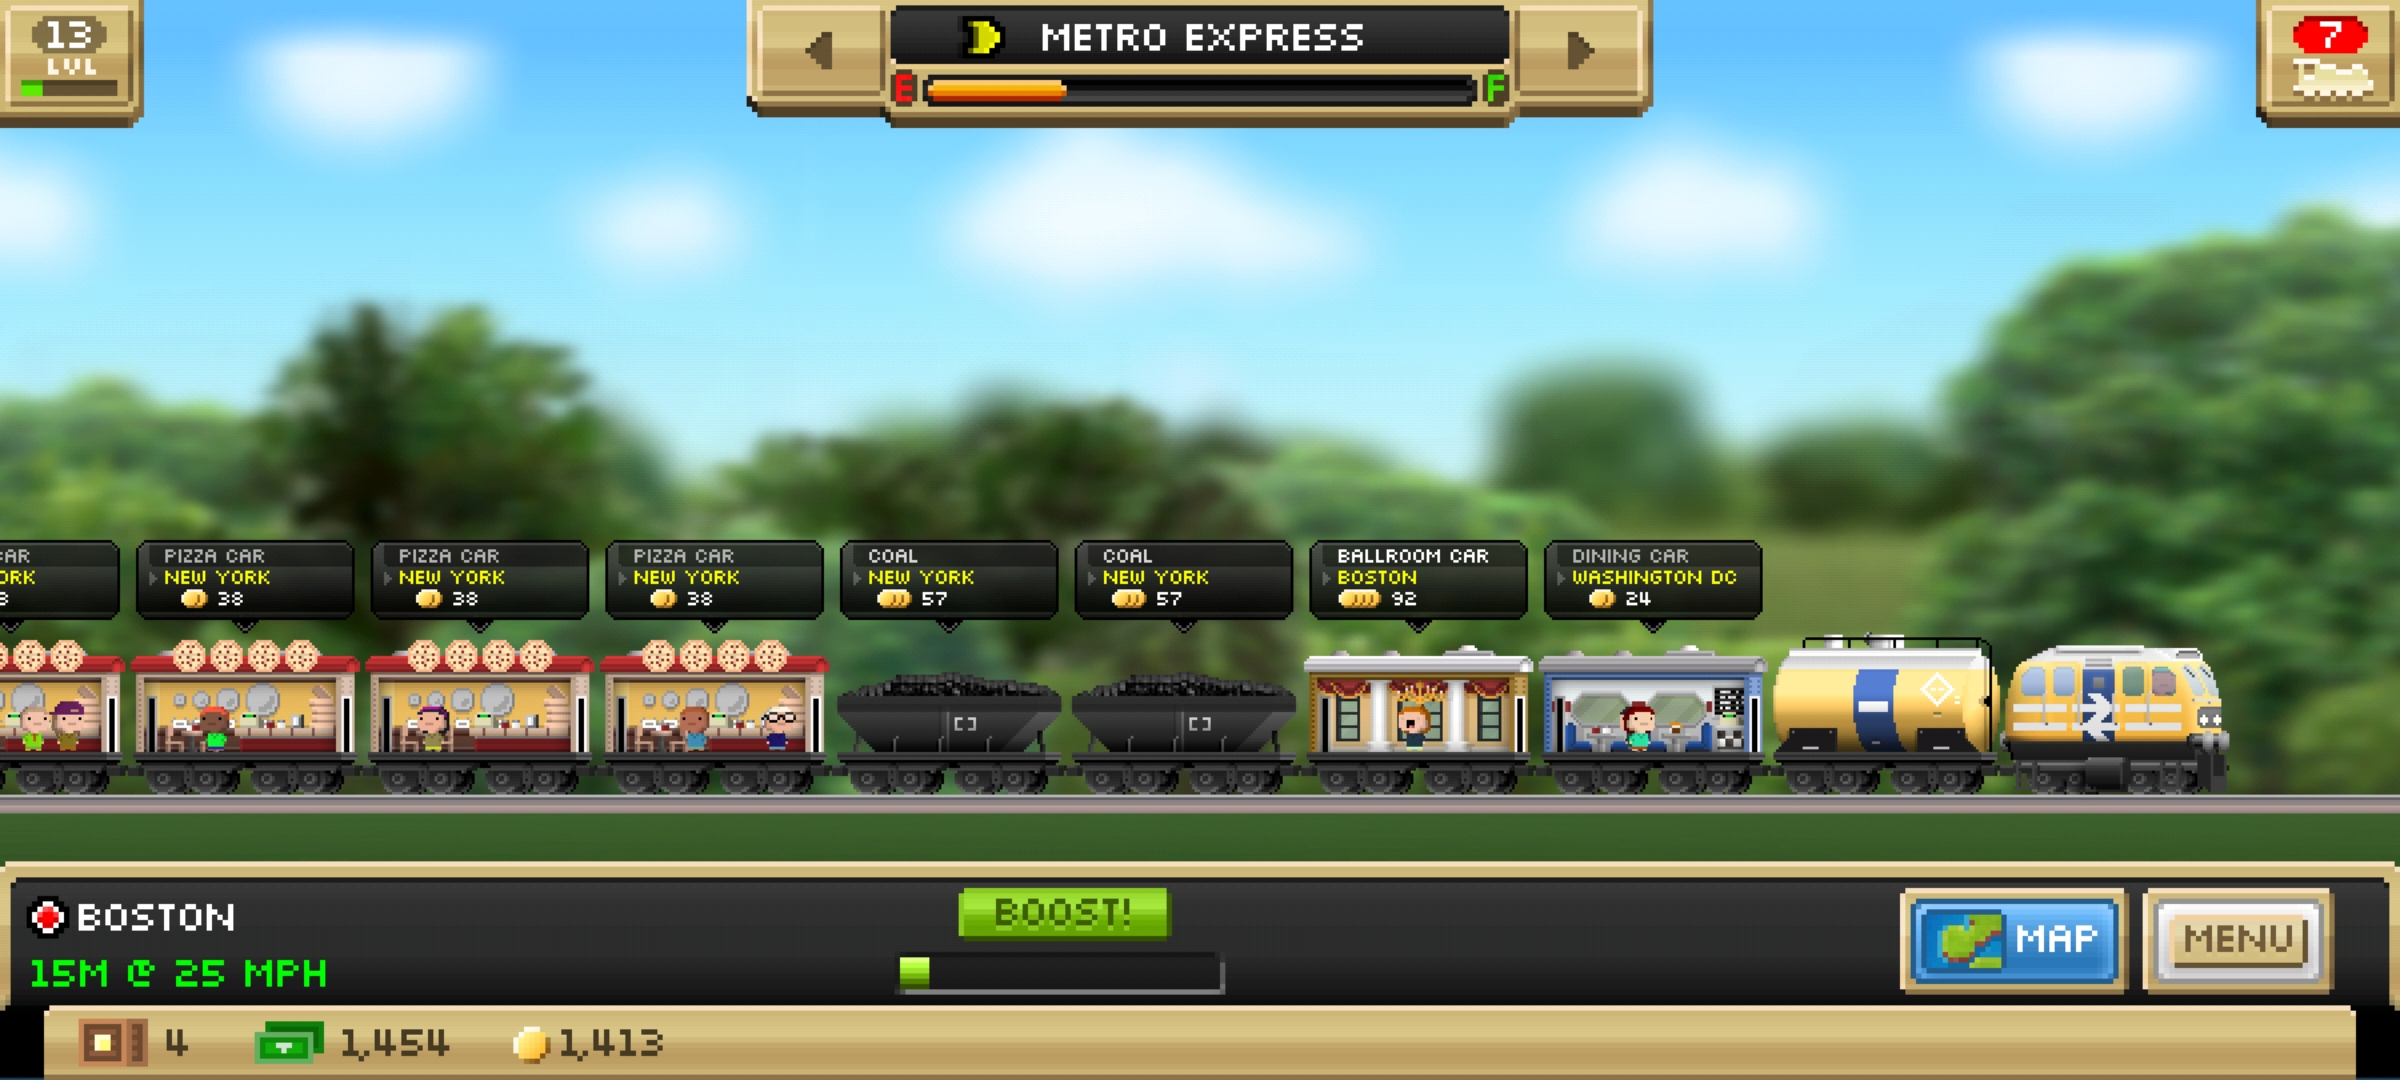 13
LVL
METRO EXPRESS
E F
7
PIZZA CAR
NEW YORK
38
PIZZA CAR
NEW YORK
38
PIZZA CAR
NEW YORK
38
COAL
NEW YORK
57
COAL
NEW YORK
57
BALLROOM CAR
BOSTON
92
DINING CAR
WASHINGTON DC
24
BOSTON
15M @ 25 MPH
BOOST!
MAP
MENU
4
1,454
1,413